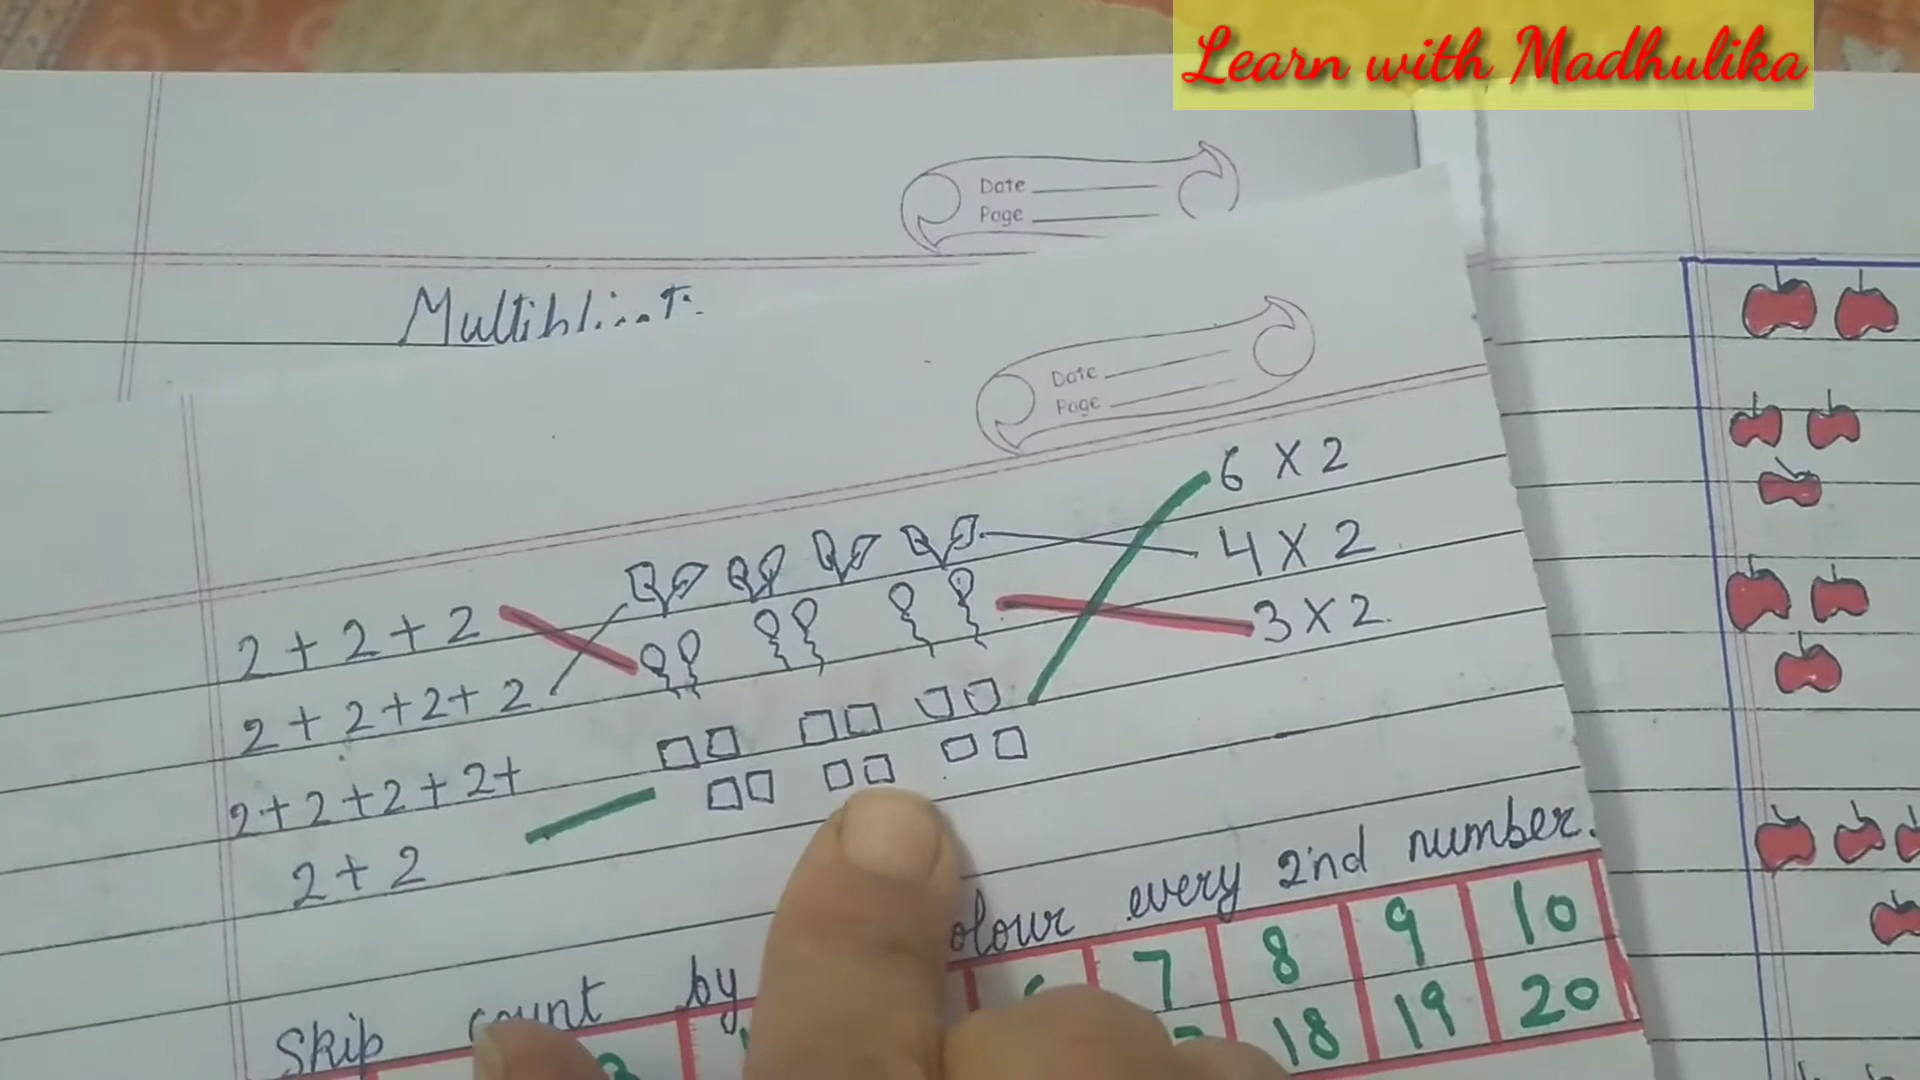 Learn with Madhulika
Date
Page
Date
Page
6 X 2
4 X 2
3 X 2
2 + 2 + 2
2 + 2 + 2 + 2
2 + 2 + 2 + 2 +
2 + 2
Skip count by olour every 2nd number.
7 8 9 10
18 19 20